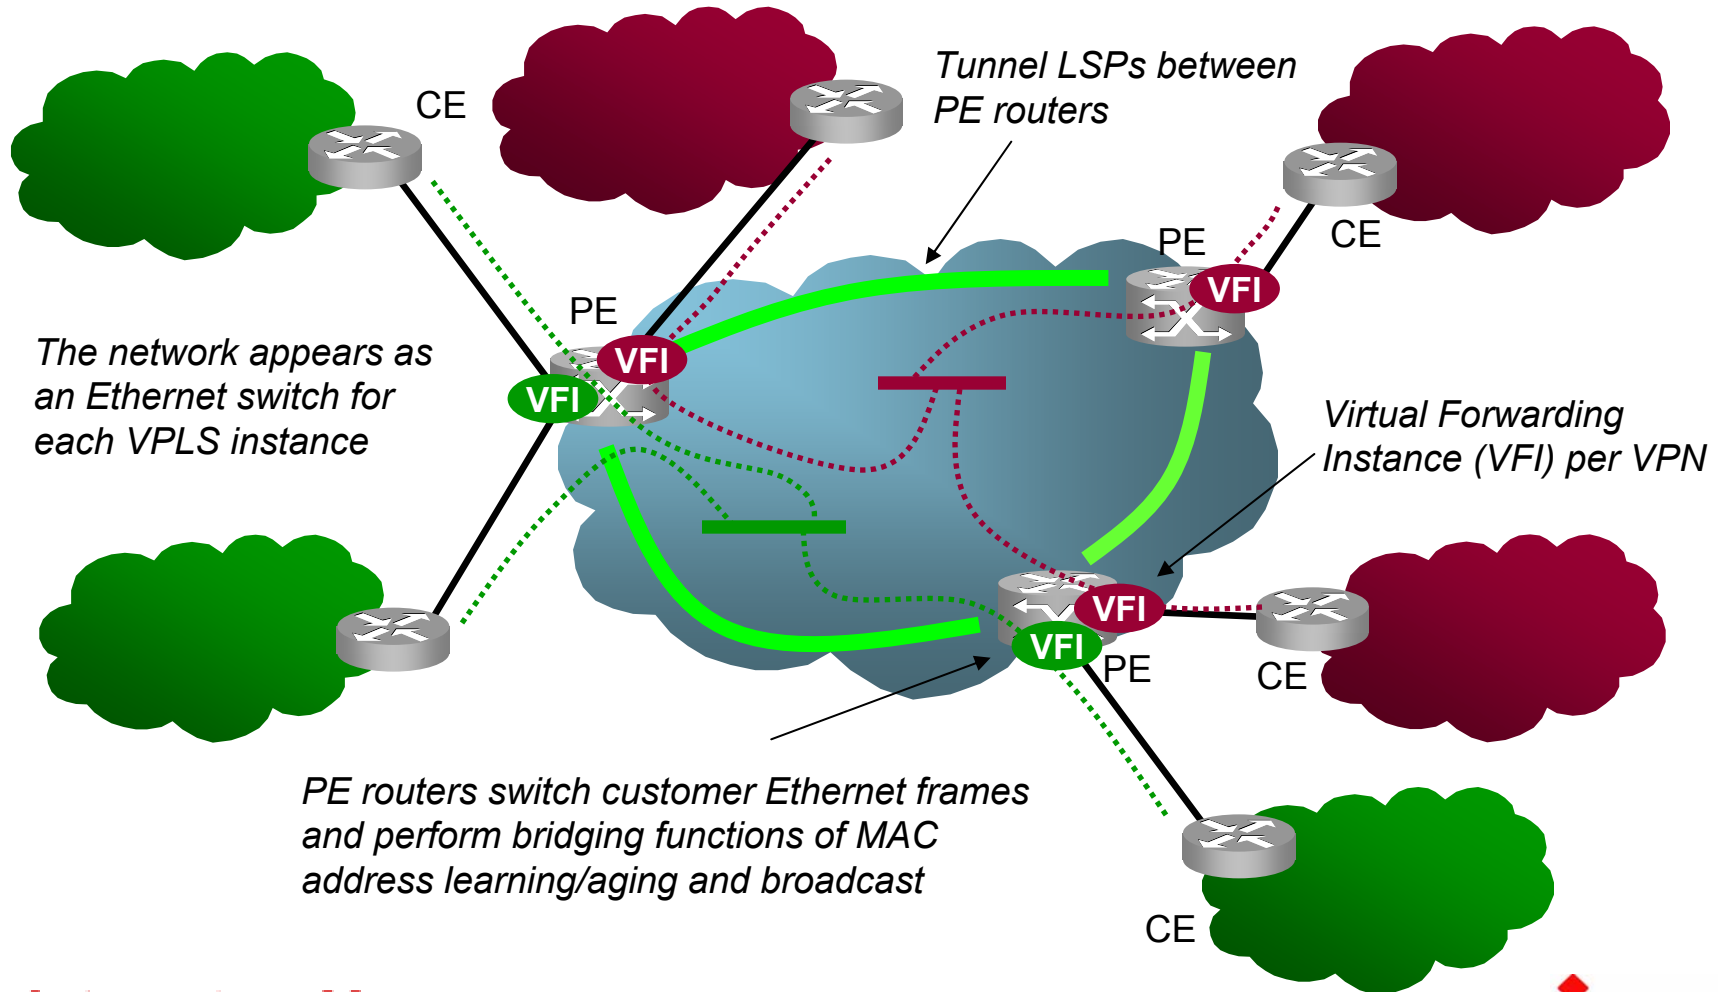 CE
Tunnel LSPs between
PE routers
CE
PE
VFI
PE
VFI
VFI
The network appears as
an Ethernet switch for
each VPLS instance
Virtual Forwarding
Instance (VFI) per VPN
VFI
VFI
PE
CE
PE routers switch customer Ethernet frames
and perform bridging functions of MAC
address learning/aging and broadcast
CE